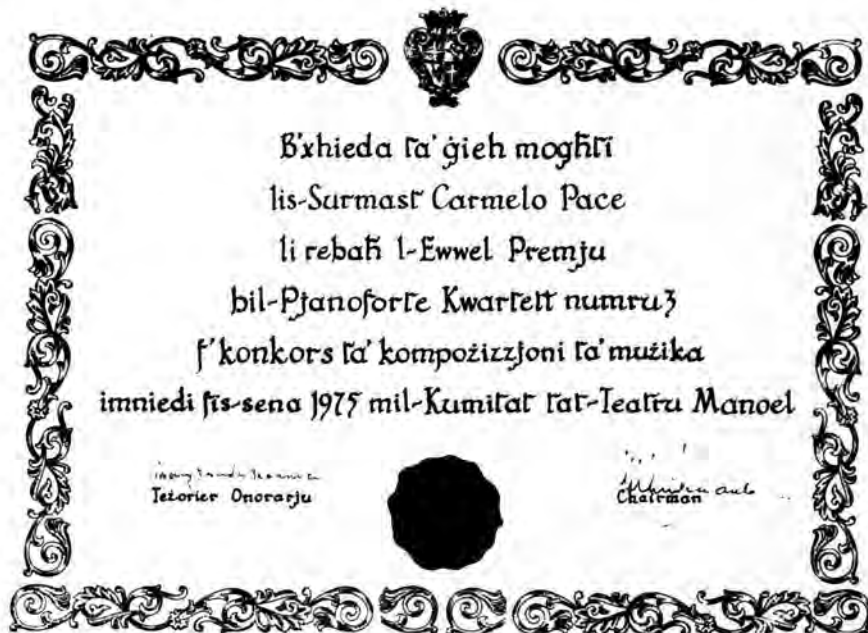 B'xhieda ta' ġieħ mogħti
lis-Surmast Carmelo Pace
li rebaħ l-Ewwel Premju
bil-Pjanoforte Kwartett numru 3
f'konkors ta' kompożizzjoni ta' mużika
imniedi fis-sena 1975 mil-Kumitat tat-Teatru Manoel
Teżorier Onorarju
Chairman